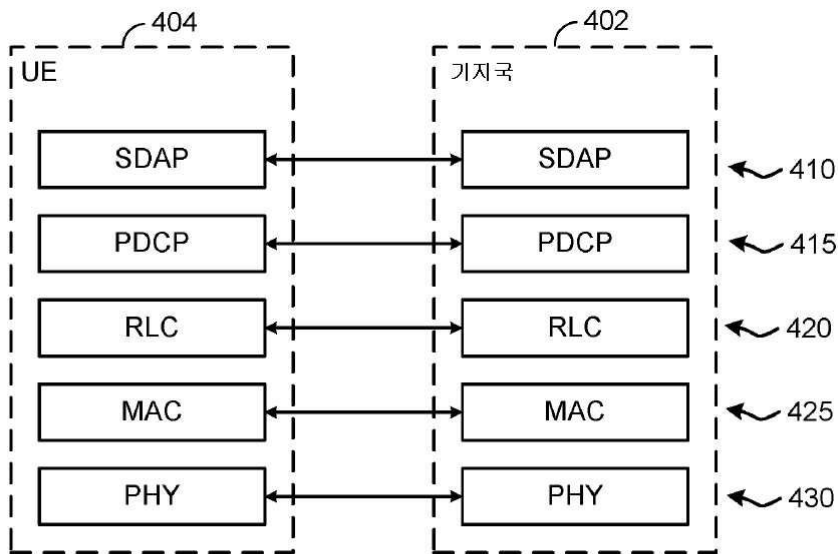 404
402
UE
기지국
SDAP
SDAP
410
PDCP
PDCP
415
RLC
RLC
420
MAC
MAC
425
PHY
PHY
430